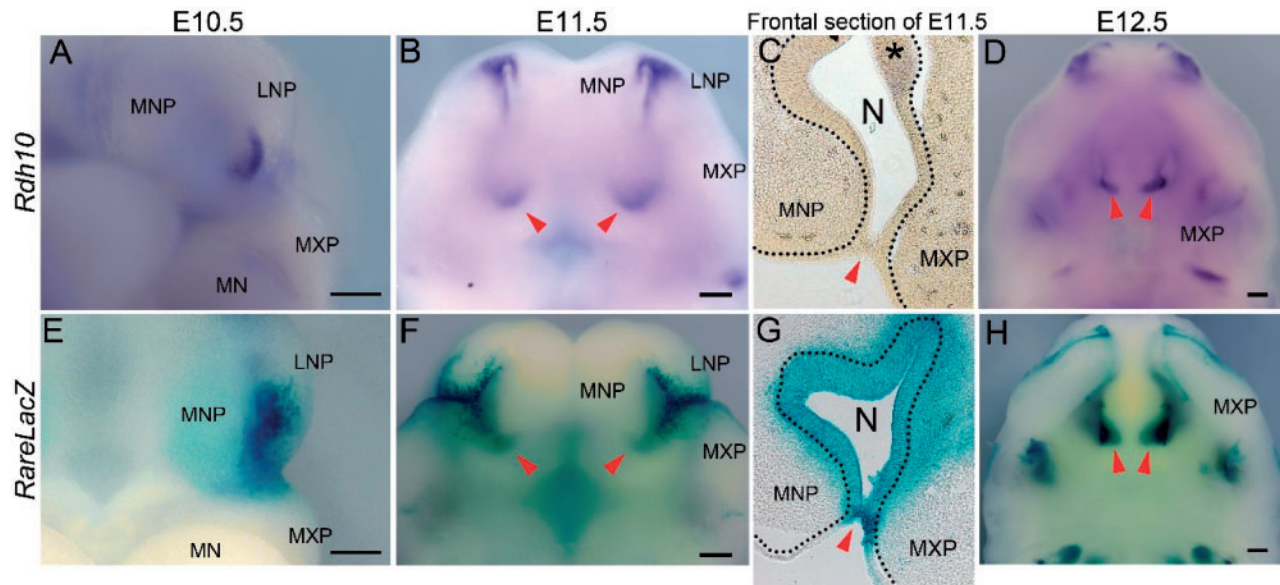 E10.5
E11.5
Frontal section of E11.5
E12.5
Rdh10
A
MNP
LNP
MXP
MN
B
MNP
LNP
MXP
C
*
N
MNP
MXP
D
MXP
RareLacZ
E
LNP
MNP
MXP
MN
F
LNP
MNP
MXP
G
N
MNP
MXP
H
MXP